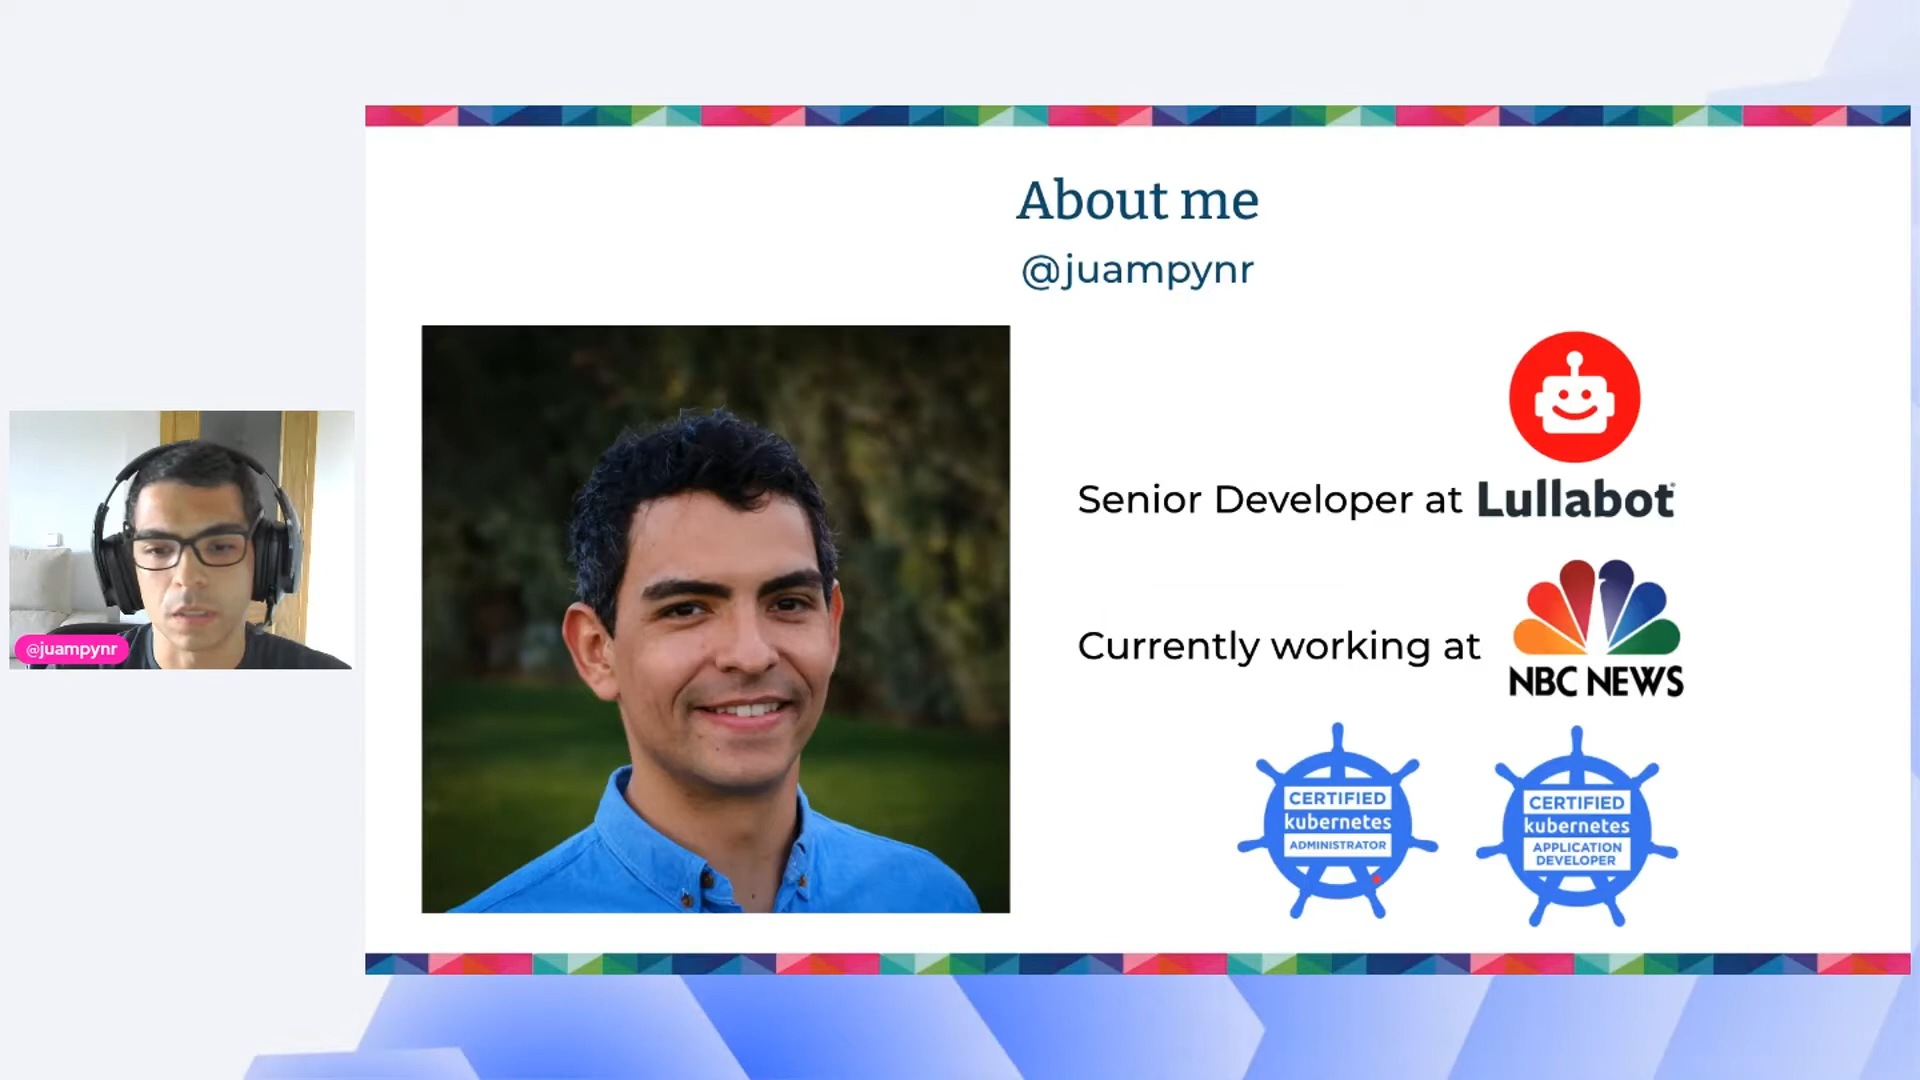 About me
@juampynr
Senior Developer at Lullabot
Currently working at
NBC NEWS
CERTIFIED
kubernetes
ADMINISTRATOR
CERTIFIED
kubernetes
APPLICATION
DEVELOPER
@juampynr